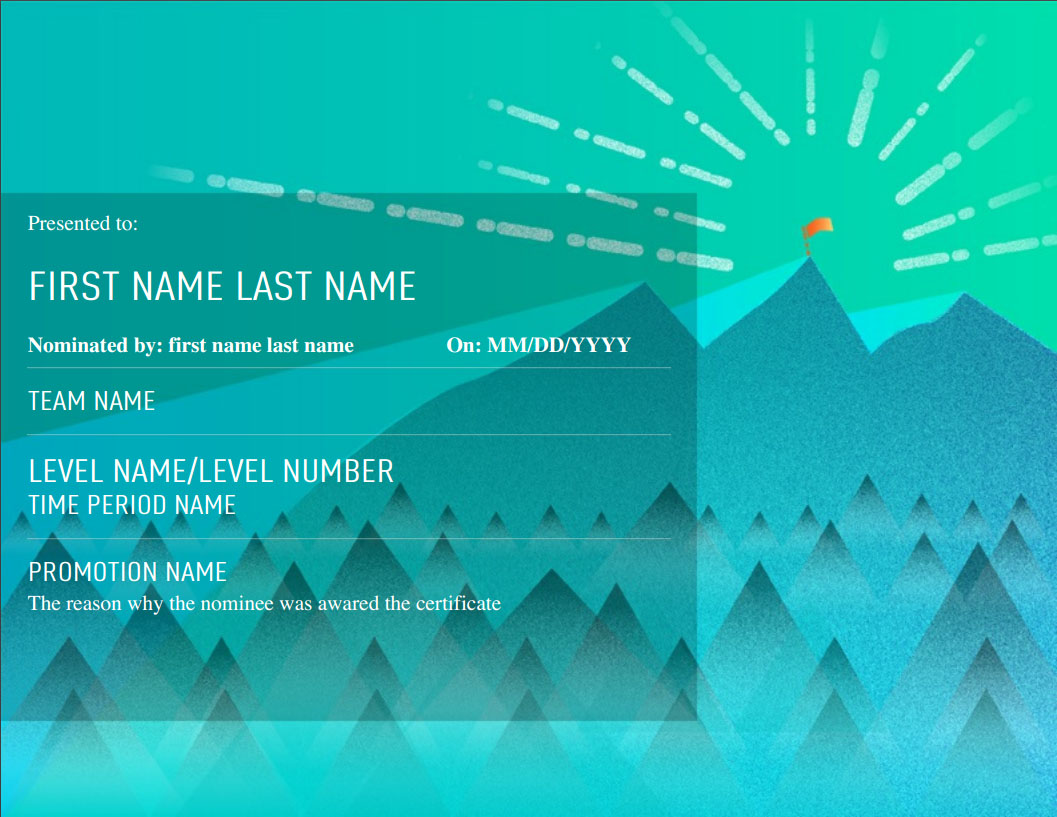 Presented to:
FIRST NAME LAST NAME
Nominated by: first name last name On: MM/DD/YYYY
TEAM NAME
LEVEL NAME/LEVEL NUMBER
TIME PERIOD NAME
PROMOTION NAME
The reason why the nominee was awared the certificate